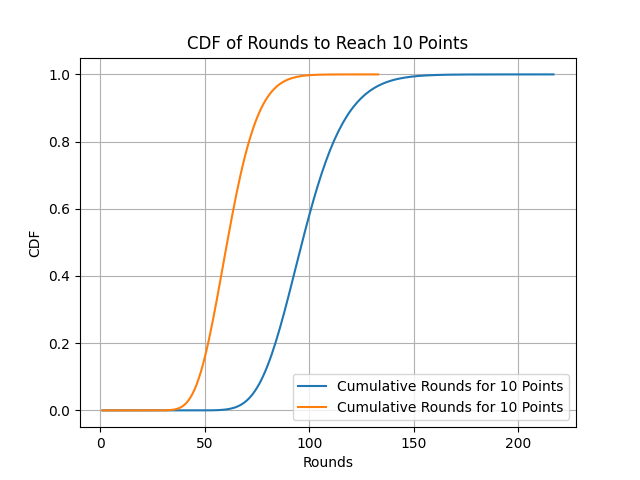 CDF of Rounds to Reach 10 Points
1.0
0.8
0.6
0.4
0.2
0.0
CDF
0 50 100 150 200
Rounds
Cumulative Rounds for 10 Points
Cumulative Rounds for 10 Points